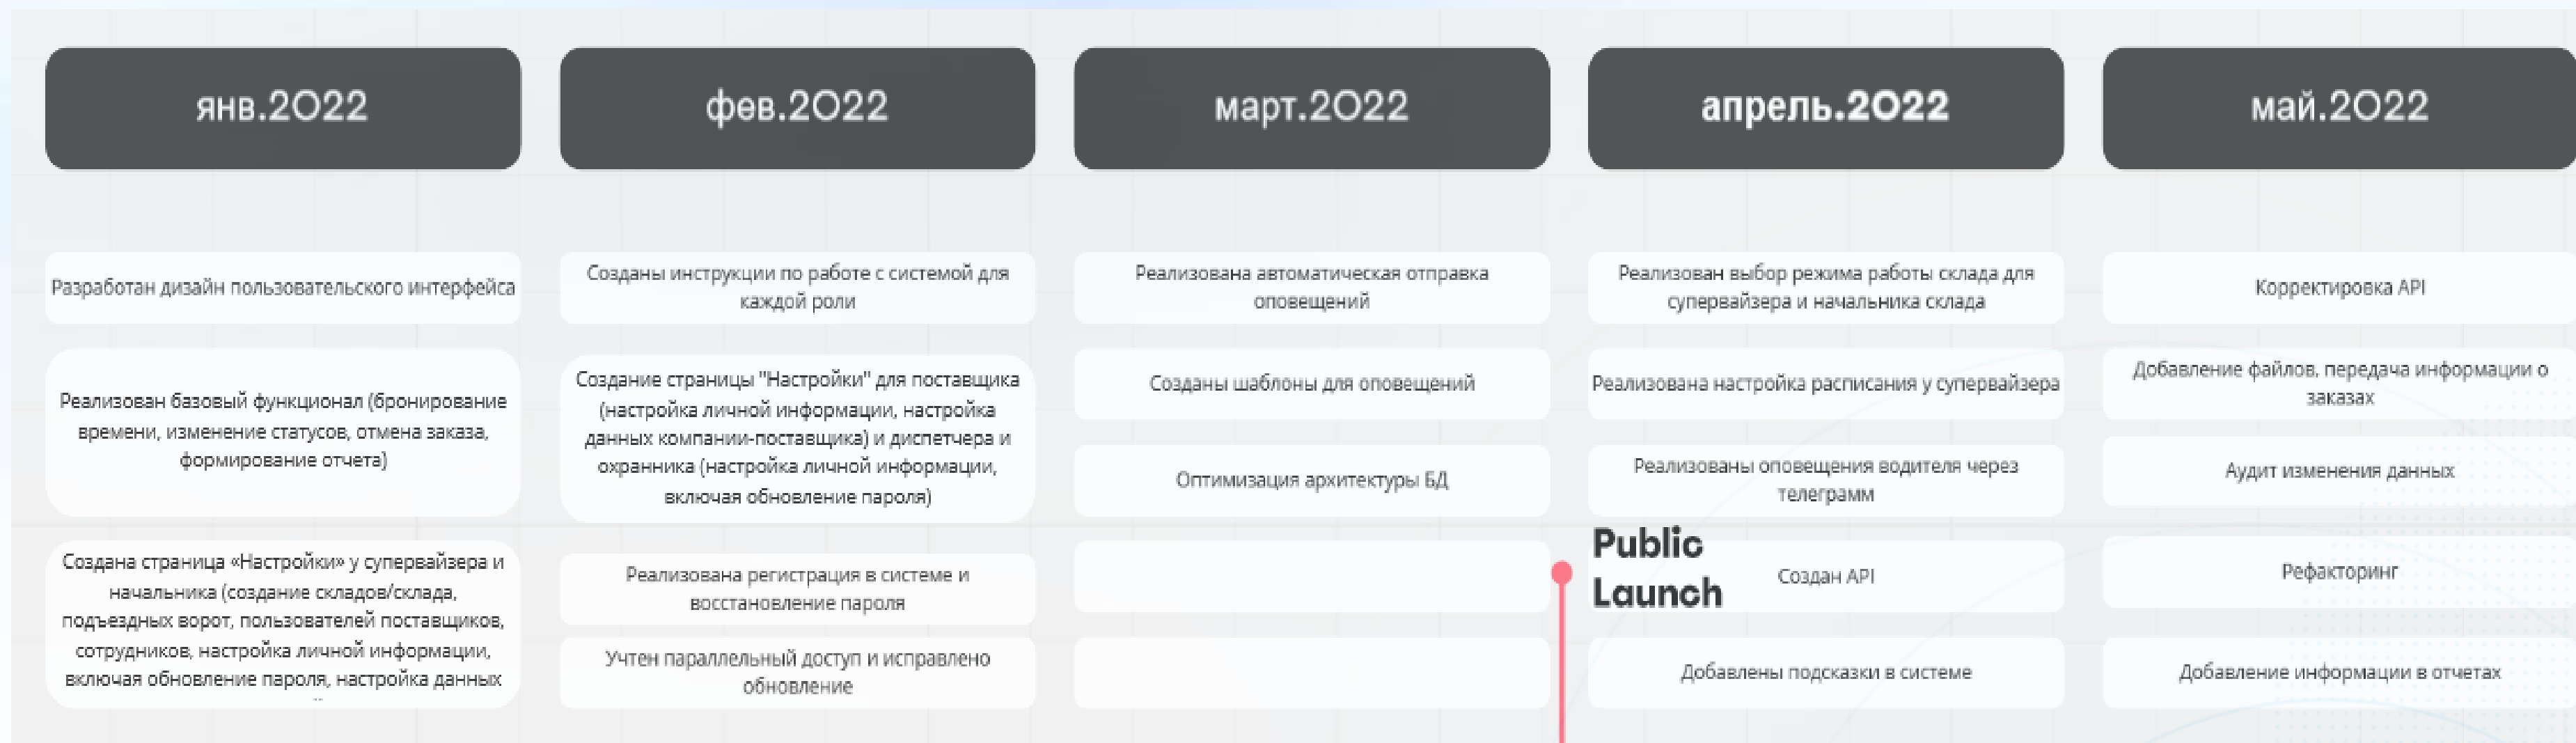 янв.2022
фев.2022
март.2022
апрель.2022
май.2022
Разработан дизайн пользовательского интерфейса
Реализован базовый функционал (бронирование
времени, изменение статусов, отмена заказа,
формирование отчета)
Создана страница «Настройки» у супервайзера и
начальника (создание складов/склада,
подъездных ворот, пользователей поставщиков,
сотрудников, настройка личной информации,
включая обновление пароля, настройка данных
Созданы инструкции по работе с системой для
каждой роли
Создание страницы "Настройки" для поставщика
(настройка личной информации, настройка
данных компании-поставщика) и диспетчера и
охранника (настройка личной информации,
включая обновление пароля)
Реализована регистрация в системе и
восстановление пароля
Учтен параллельный доступ и исправлено
обновление
Реализована автоматическая отправка
оповещений
Созданы шаблоны для оповещений
Оптимизация архитектуры БД
Реализован выбор режима работы склада для
супервайзера и начальника склада
Реализована настройка расписания у супервайзера
Реализованы оповещения водителя через
телеграмм
Public
Launch
Создан API
Добавлены подсказки в системе
Корректировка API
Добавление файлов, передача информации о
заказах
Аудит изменения данных
Рефакторинг
Добавление информации в отчетах